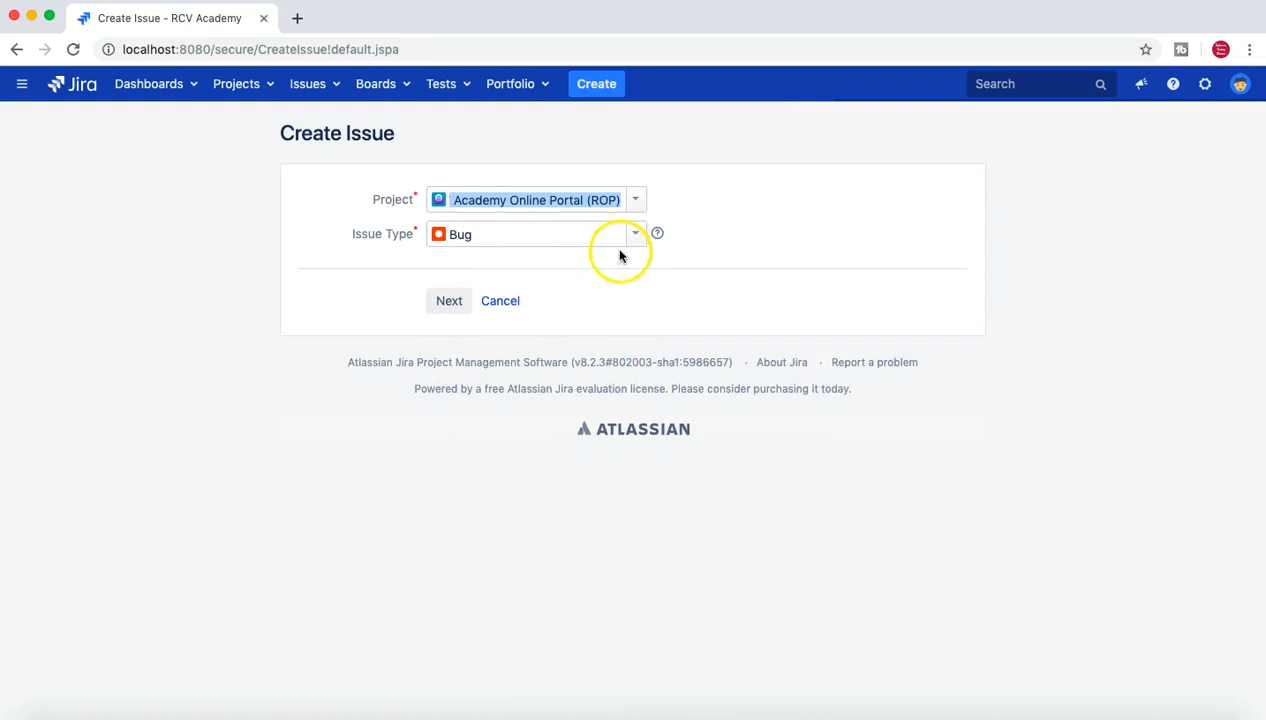 Create Issue - RCV Academy
localhost:8080/secure/CreateIssue!default.jspa
Jira Dashboards Projects Issues Boards Tests Portfolio Create Search
Create Issue
Project* Academy Online Portal (ROP)
Issue Type* Bug
Next Cancel
Atlassian Jira Project Management Software (v8.2.3#802003-sha1:5986657) · About Jira · Report a problem
Powered by a free Atlassian Jira evaluation license. Please consider purchasing it today.
ATLASSIAN